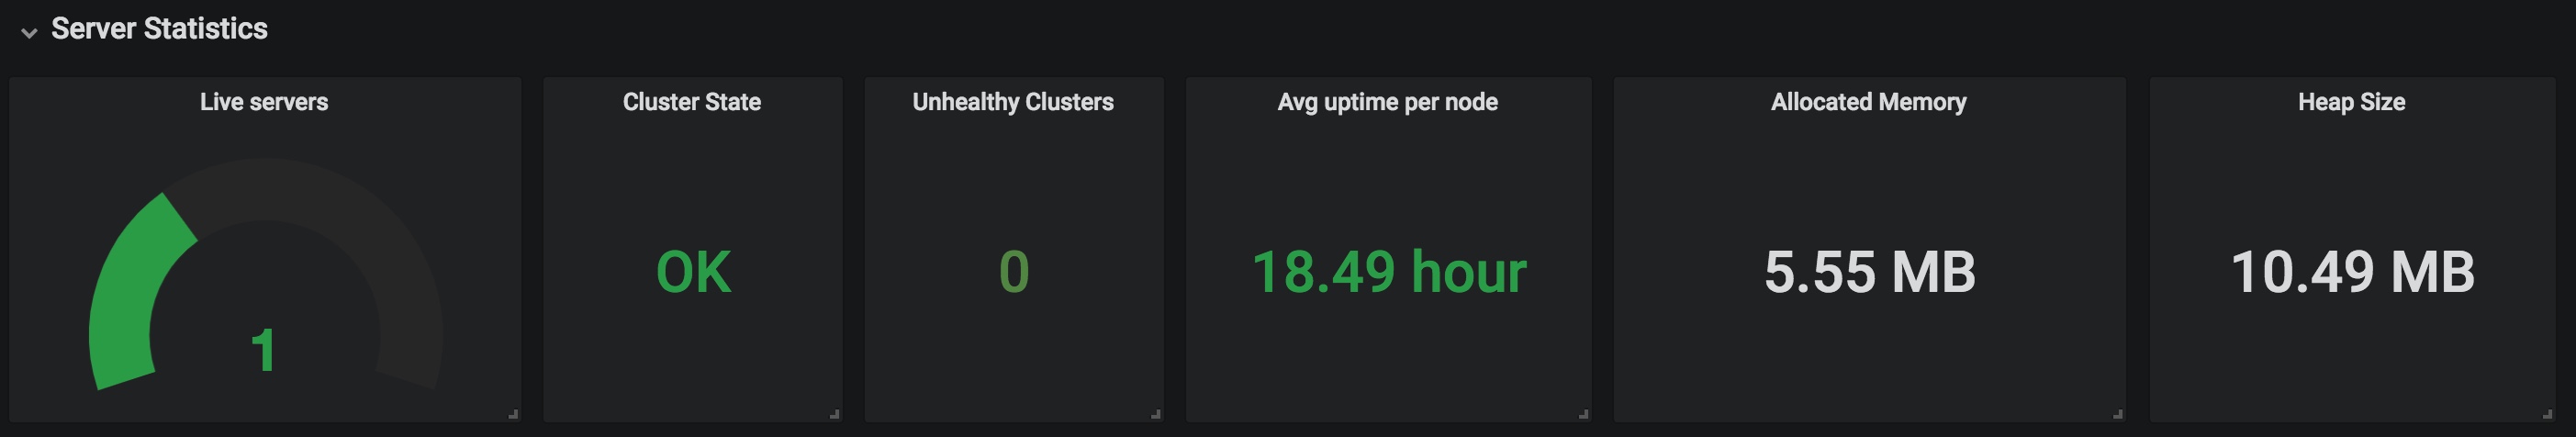 Server Statistics
Live servers
1
Cluster State
OK
Unhealthy Clusters
0
Avg uptime per node
18.49 hour
Allocated Memory
5.55 MB
Heap Size
10.49 MB